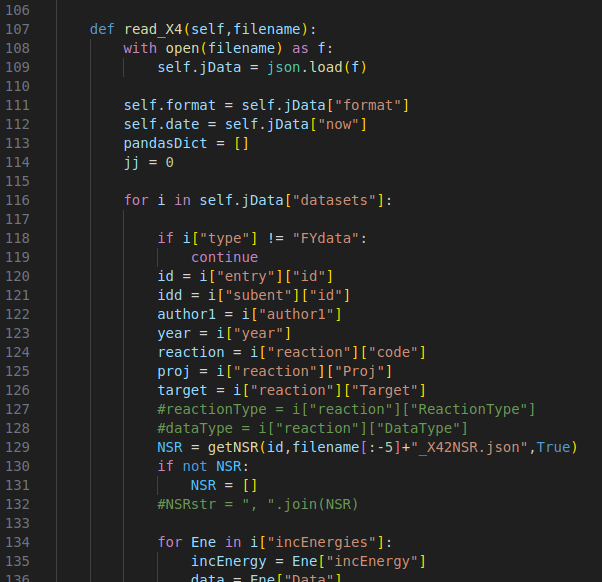 106
107 def read_X4(self,filename):
108 with open(filename) as f:
109 self.jData = json.load(f)
110
111 self.format = self.jData["format"]
112 self.date = self.jData["now"]
113 pandasDict = []
114 jj = 0
115
116 for i in self.jData["datasets"]:
117
118 if i["type"] != "FYdata":
119 continue
120 id = i["entry"]["id"]
121 idd = i["subent"]["id"]
122 author1 = i["author1"]
123 year = i["year"]
124 reaction = i["reaction"]["code"]
125 proj = i["reaction"]["Proj"]
126 target = i["reaction"]["Target"]
127 #reactionType = i["reaction"]["ReactionType"]
128 #dataType = i["reaction"]["DataType"]
129 NSR = getNSR(id,filename[:-5]+"_X42NSR.json",True)
130 if not NSR:
131 NSR = []
132 #NSRstr = ", ".join(NSR)
133
134 for Ene in i["incEnergies"]:
135 incEnergy = Ene["incEnergy"]
136 data = Ene["Data"]